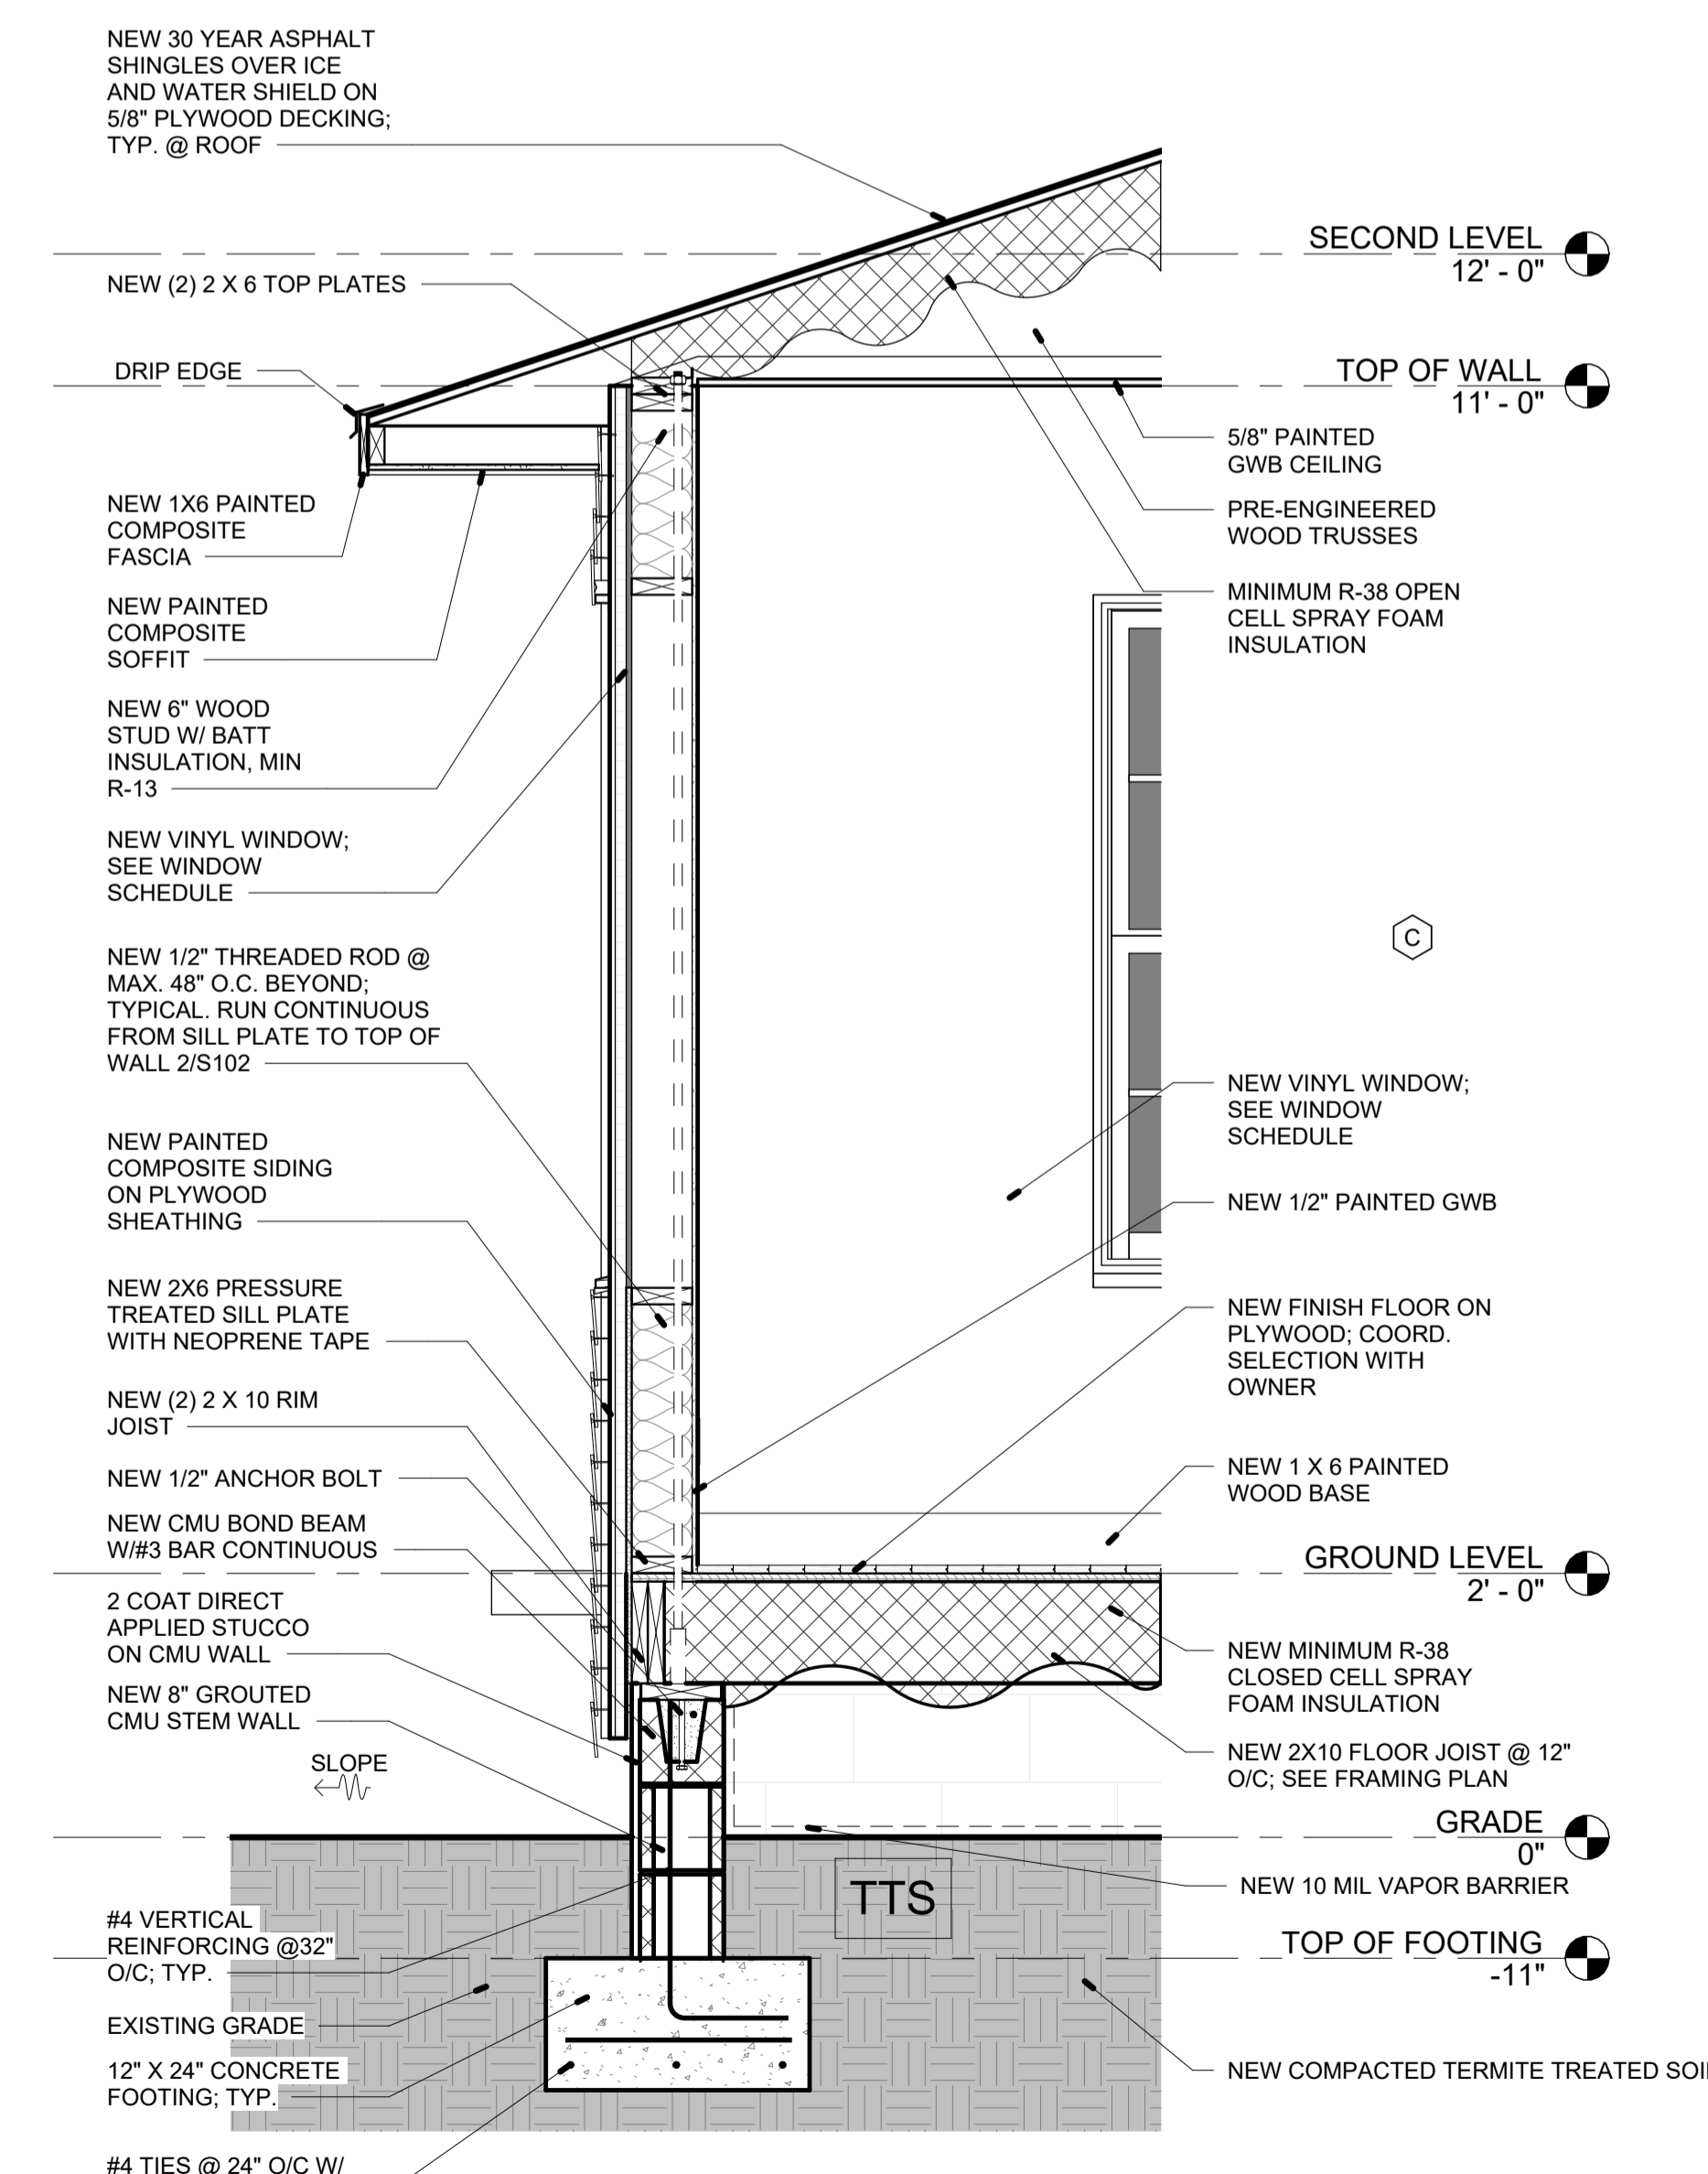 NEW 30 YEAR ASPHALT
SHINGLES OVER ICE
AND WATER SHIELD ON
5/8" PLYWOOD DECKING;
TYP. @ ROOF
NEW (2) 2 X 6 TOP PLATES
DRIP EDGE
NEW 1X6 PAINTED
COMPOSITE
FASCIA
NEW PAINTED
COMPOSITE
SOFFIT
NEW 6" WOOD
STUD W/ BATT
INSULATION, MIN
R-13
NEW VINYL WINDOW;
SEE WINDOW
SCHEDULE
NEW 1/2" THREADED ROD @
MAX. 48" O.C. BEYOND;
TYPICAL. RUN CONTINUOUS
FROM SILL PLATE TO TOP OF
WALL 2/S102
NEW PAINTED
COMPOSITE SIDING
ON PLYWOOD
SHEATHING
NEW 2X6 PRESSURE
TREATED SILL PLATE
WITH NEOPRENE TAPE
NEW (2) 2 X 10 RIM
JOIST
NEW 1/2" ANCHOR BOLT
NEW CMU BOND BEAM
W/#3 BAR CONTINUOUS
2 COAT DIRECT
APPLIED STUCCO
ON CMU WALL
NEW 8" GROUTED
CMU STEM WALL
SLOPE
#4 VERTICAL
REINFORCING @32"
O/C; TYP.
EXISTING GRADE
12" X 24" CONCRETE
FOOTING; TYP.
#4 TIES @ 24" O/C W/
TTS
SECOND LEVEL
12' - 0"
TOP OF WALL
11' - 0"
5/8" PAINTED
GWB CEILING
PRE-ENGINEERED
WOOD TRUSSES
MINIMUM R-38 OPEN
CELL SPRAY FOAM
INSULATION
C
NEW VINYL WINDOW;
SEE WINDOW
SCHEDULE
NEW 1/2" PAINTED GWB
NEW FINISH FLOOR ON
PLYWOOD; COORD.
SELECTION WITH
OWNER
NEW 1 X 6 PAINTED
WOOD BASE
GROUND LEVEL
2' - 0"
NEW MINIMUM R-38
CLOSED CELL SPRAY
FOAM INSULATION
NEW 2X10 FLOOR JOIST @ 12"
O/C; SEE FRAMING PLAN
GRADE
0"
NEW 10 MIL VAPOR BARRIER
TOP OF FOOTING
-11"
NEW COMPACTED TERMITE TREATED SOI